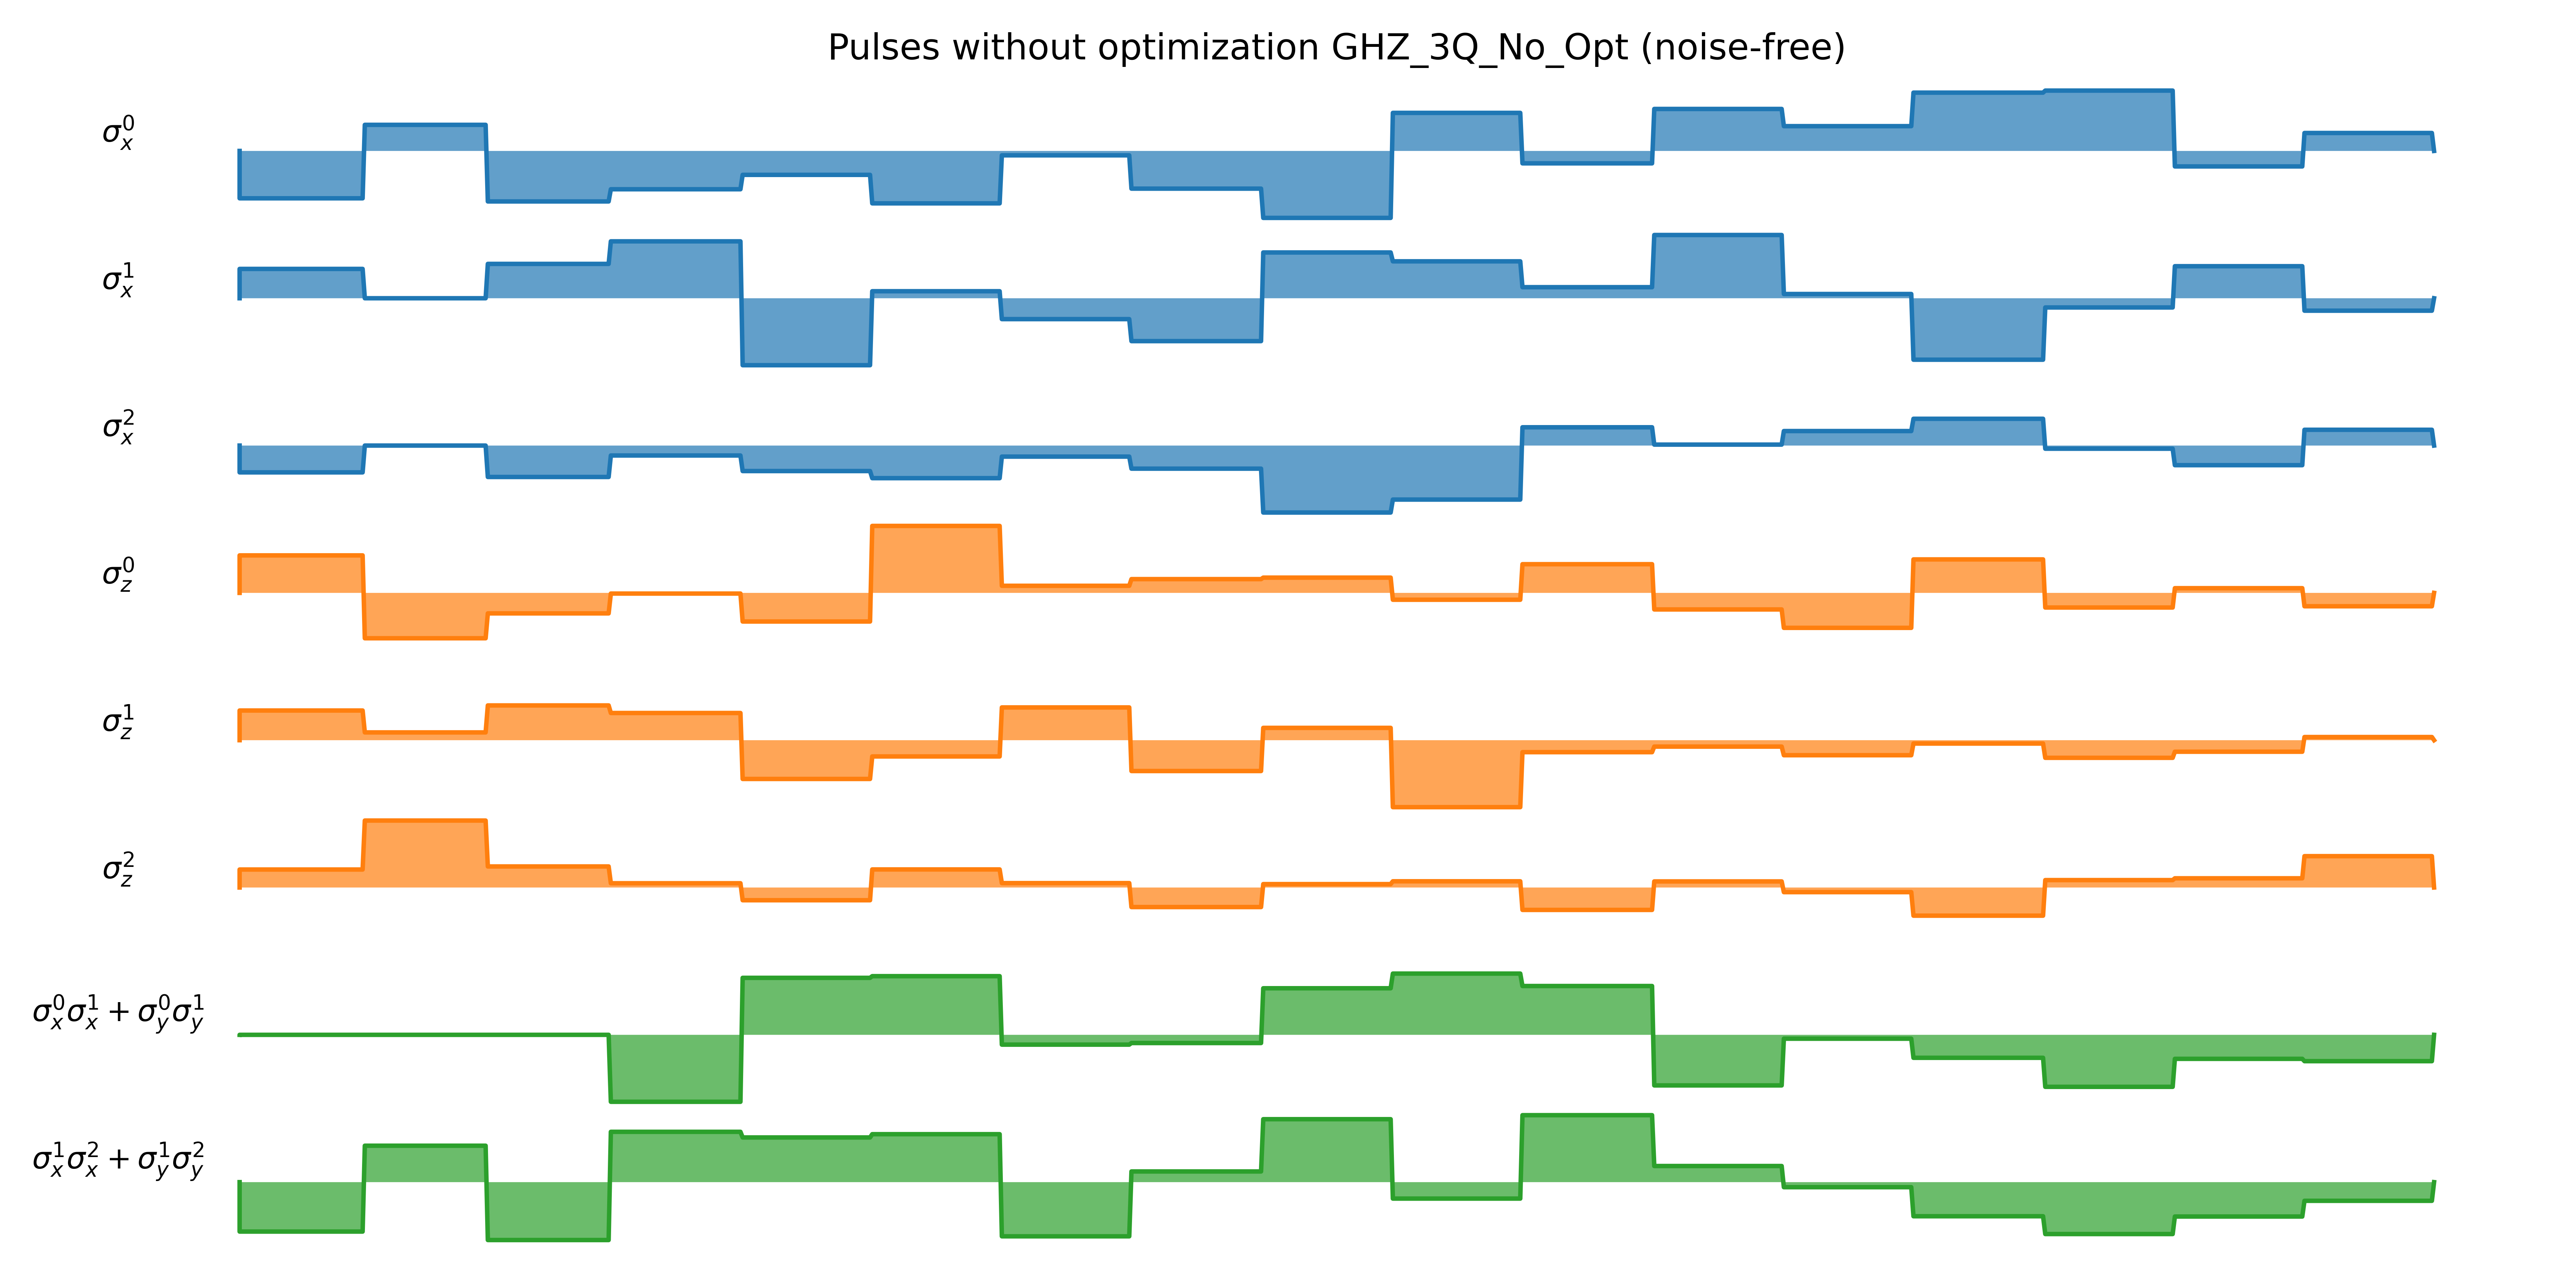 Pulses without optimization GHZ_3Q_No_Opt (noise-free)
σ_x^0
σ_x^1
σ_x^2
σ_z^0
σ_z^1
σ_z^2
σ_x^0σ_x^1 + σ_y^0σ_y^1
σ_x^1σ_x^2 + σ_y^1σ_y^2